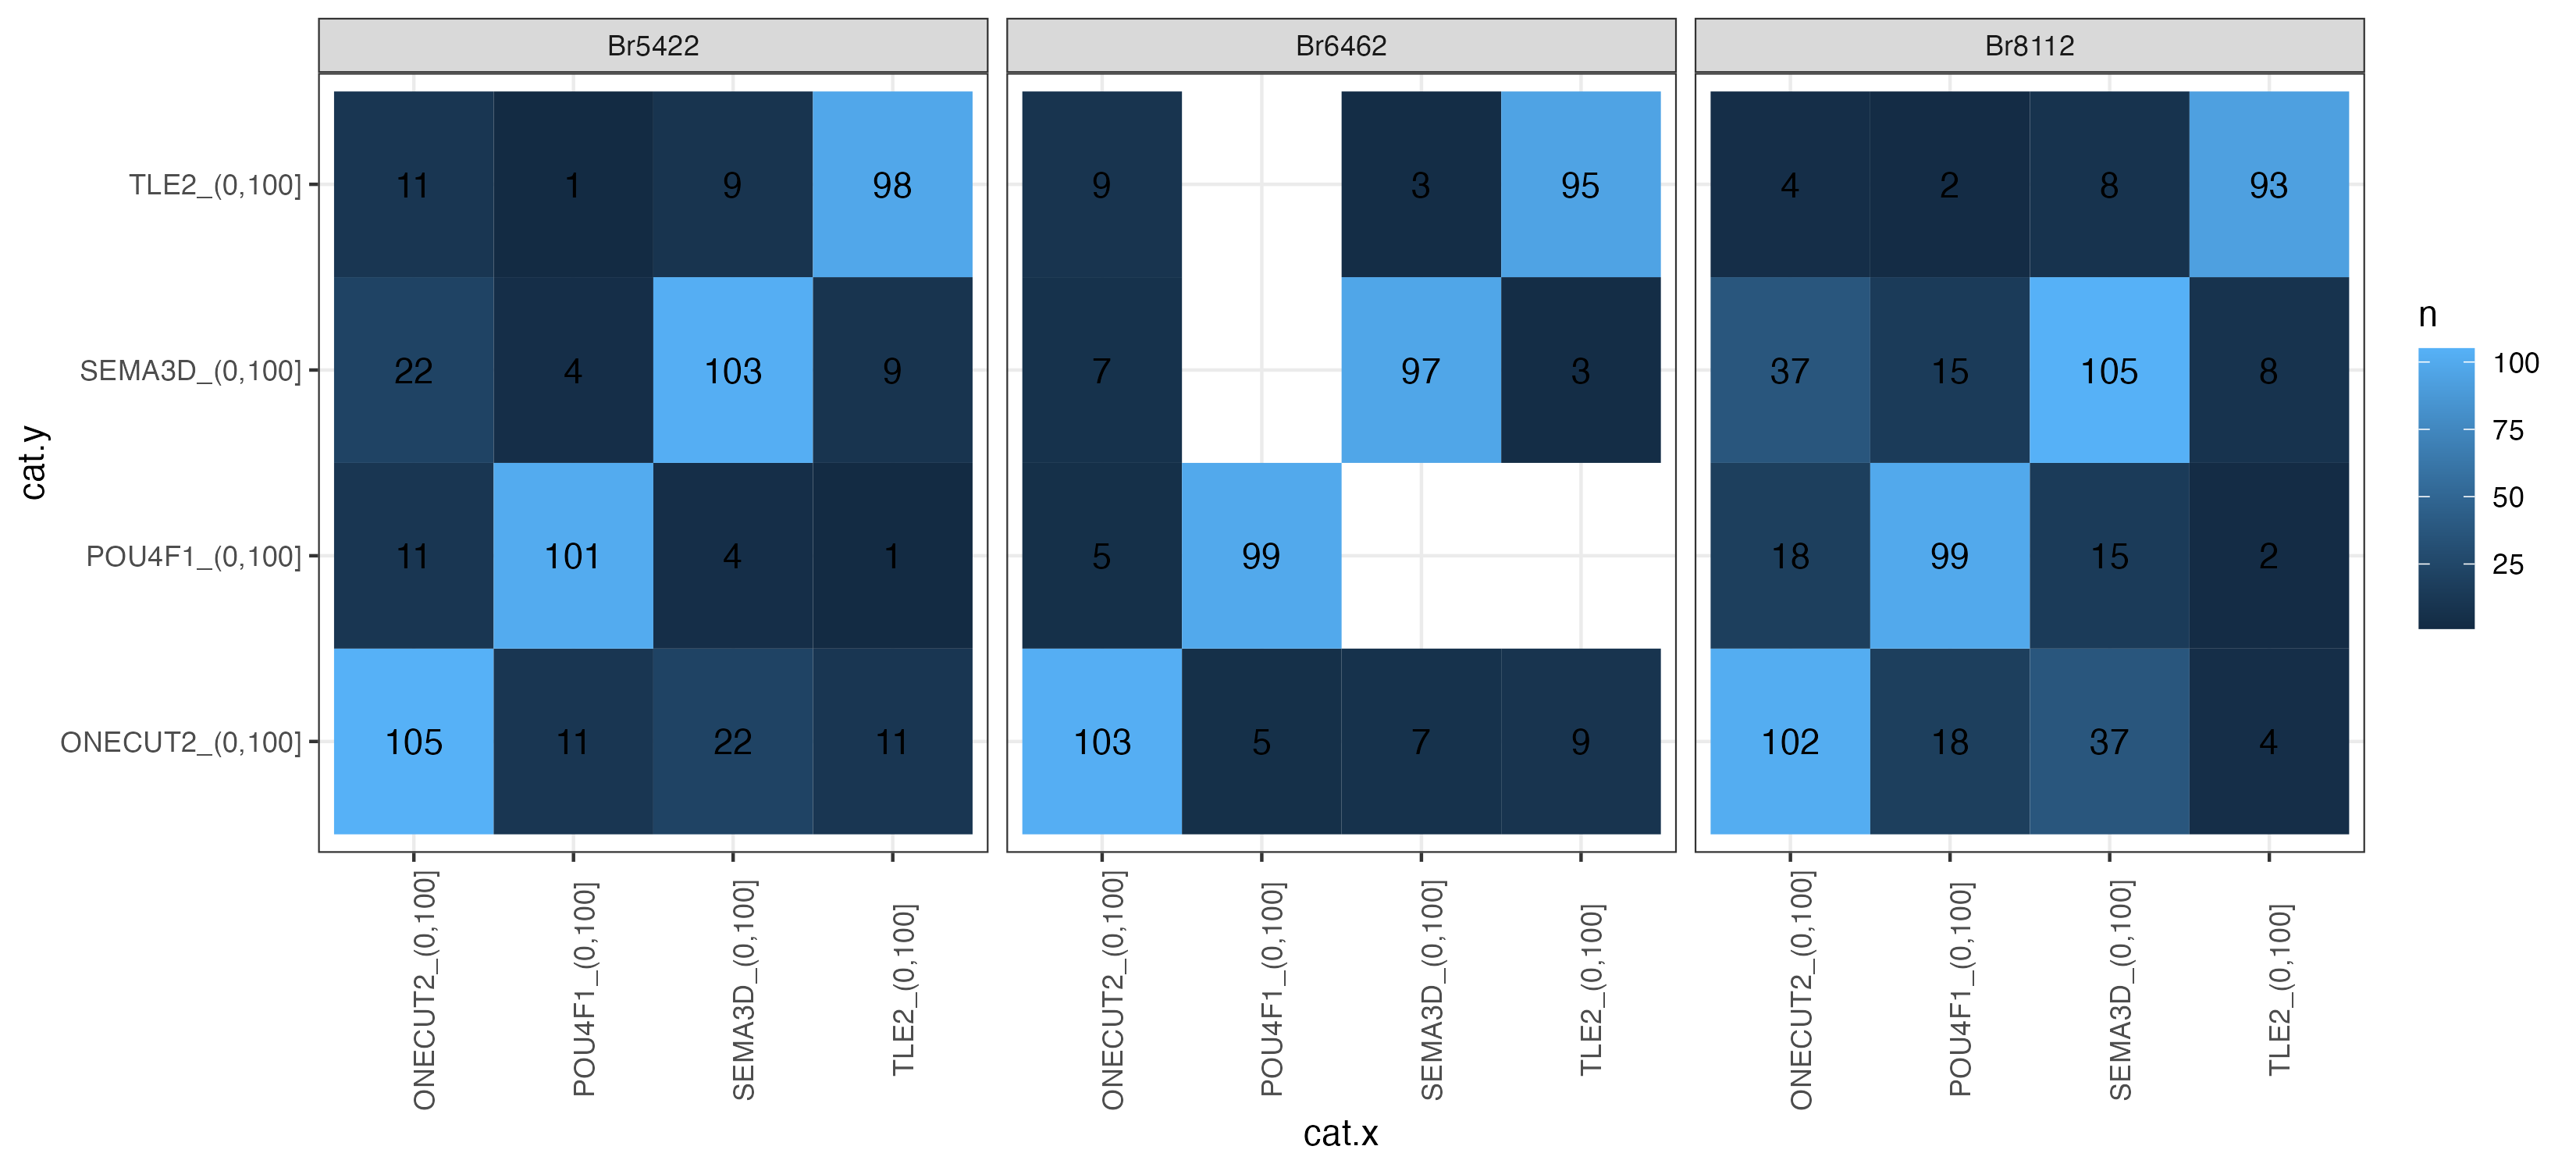 Br5422 Br6462 Br8112
TLE2_(0,100] 11 1 9 98 9 3 95 4 2 8 93
SEMA3D_(0,100] 22 4 103 9 7 97 3 37 15 105 8
POU4F1_(0,100] 11 101 4 1 5 99 18 99 15 2
ONECUT2_(0,100] 105 11 22 11 103 5 7 9 102 18 37 4
cat.y
ONECUT2_(0,100] POU4F1_(0,100] SEMA3D_(0,100] TLE2_(0,100] ONECUT2_(0,100] POU4F1_(0,100] SEMA3D_(0,100] TLE2_(0,100] ONECUT2_(0,100] POU4F1_(0,100] SEMA3D_(0,100] TLE2_(0,100]
cat.x
n
100
75
50
25